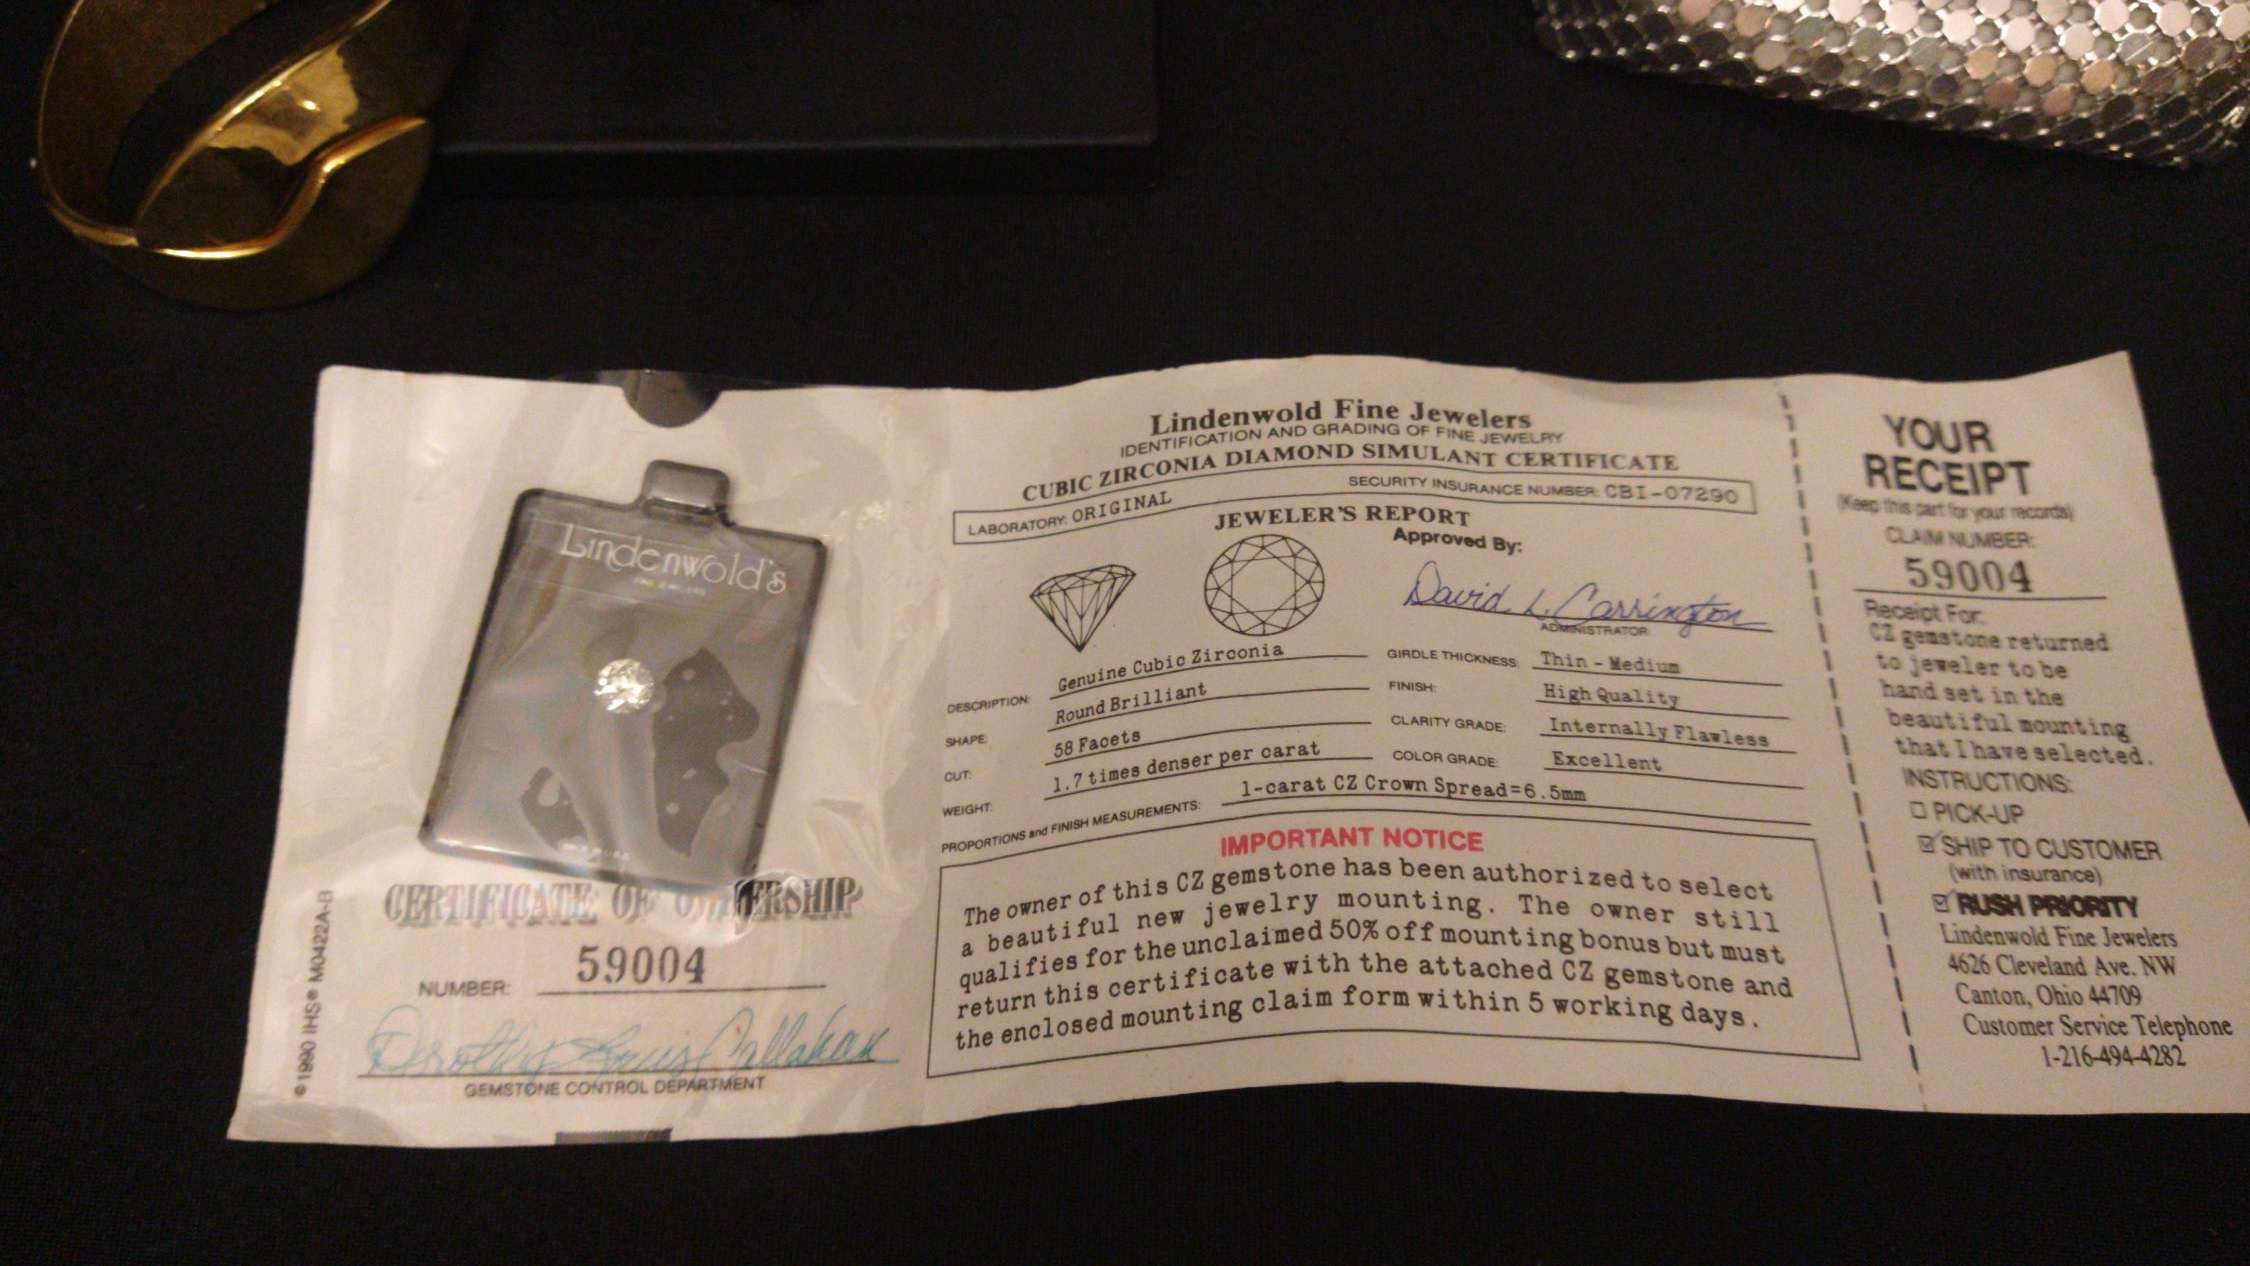 Lindenwold's
CERTIFICATE OF OWNERSHIP
NUMBER: 59004
Dorothy Louis Callahan
GEMSTONE CONTROL DEPARTMENT
©1990 IHS® M0422A-B
Lindenwold Fine Jewelers
IDENTIFICATION AND GRADING OF FINE JEWELRY
CUBIC ZIRCONIA DIAMOND SIMULANT CERTIFICATE
LABORATORY: ORIGINAL SECURITY INSURANCE NUMBER: CBI-07290
JEWELER'S REPORT
Approved By:
David L. Carrington
ADMINISTRATOR
DESCRIPTION: Genuine Cubic Zirconia
SHAPE: Round Brilliant
CUT: 58 Facets
WEIGHT: 1.7 times denser per carat
GIRDLE THICKNESS: Thin - Medium
FINISH: High Quality
CLARITY GRADE: Internally Flawless
COLOR GRADE: Excellent
PROPORTIONS and FINISH MEASUREMENTS: 1-carat CZ Crown Spread=6.5mm
IMPORTANT NOTICE
The owner of this CZ gemstone has been authorized to select
a beautiful new jewelry mounting. The owner still
qualifies for the unclaimed 50% off mounting bonus but must
return this certificate with the attached CZ gemstone and
the enclosed mounting claim form within 5 working days.
YOUR
RECEIPT
(Keep this part for your records)
CLAIM NUMBER:
59004
Receipt For:
CZ gemstone returned
to jeweler to be
hand set in the
beautiful mounting
that I have selected.
INSTRUCTIONS:
☐ PICK-UP
☑ SHIP TO CUSTOMER
(with insurance)
☑ RUSH PRIORITY
Lindenwold Fine Jewelers
4626 Cleveland Ave. NW
Canton, Ohio 44709
Customer Service Telephone
1-216-494-4282